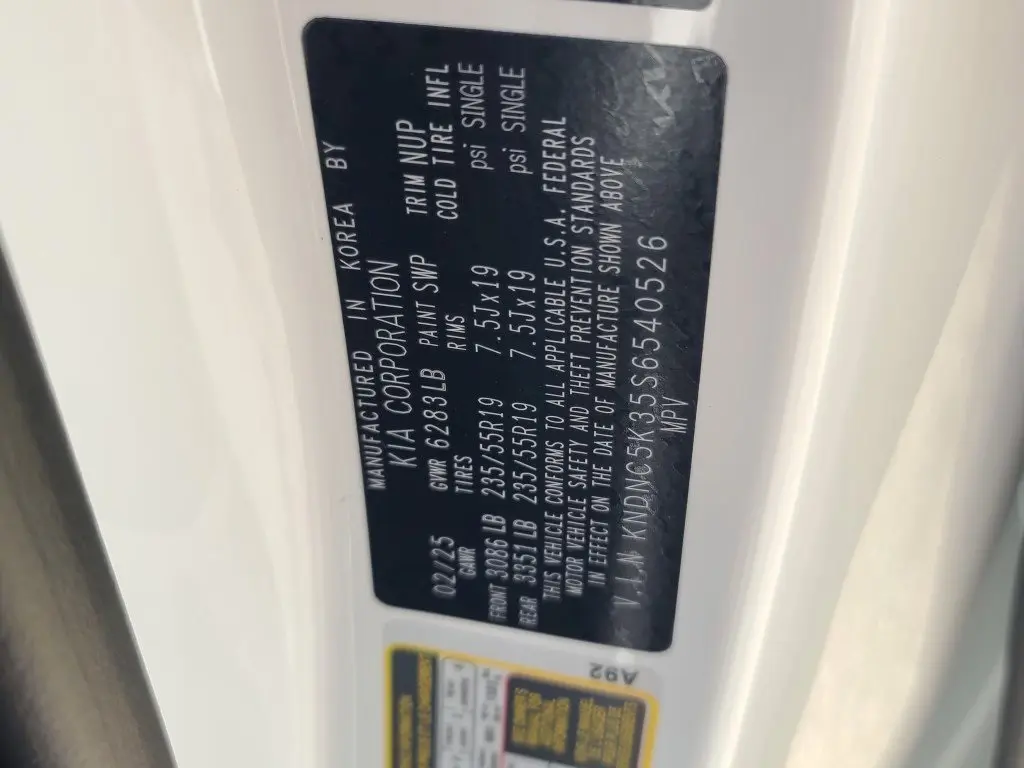 MANUFACTURED IN KOREA BY
KIA CORPORATION
02/25 GVWR 6283LB PAINT SWP TRIM NUP
GAWR TIRES RIMS COLD TIRE INFL
FRONT 3086 LB 235/55R19 7.5Jx19 psi SINGLE
REAR 3351 LB 235/55R19 7.5Jx19 psi SINGLE
THIS VEHICLE CONFORMS TO ALL APPLICABLE U.S.A. FEDERAL
MOTOR VEHICLE SAFETY AND THEFT PREVENTION STANDARDS
IN EFFECT ON THE DATE OF MANUFACTURE SHOWN ABOVE
V.I.N KNDNC5K35S6540526
MPV
A92